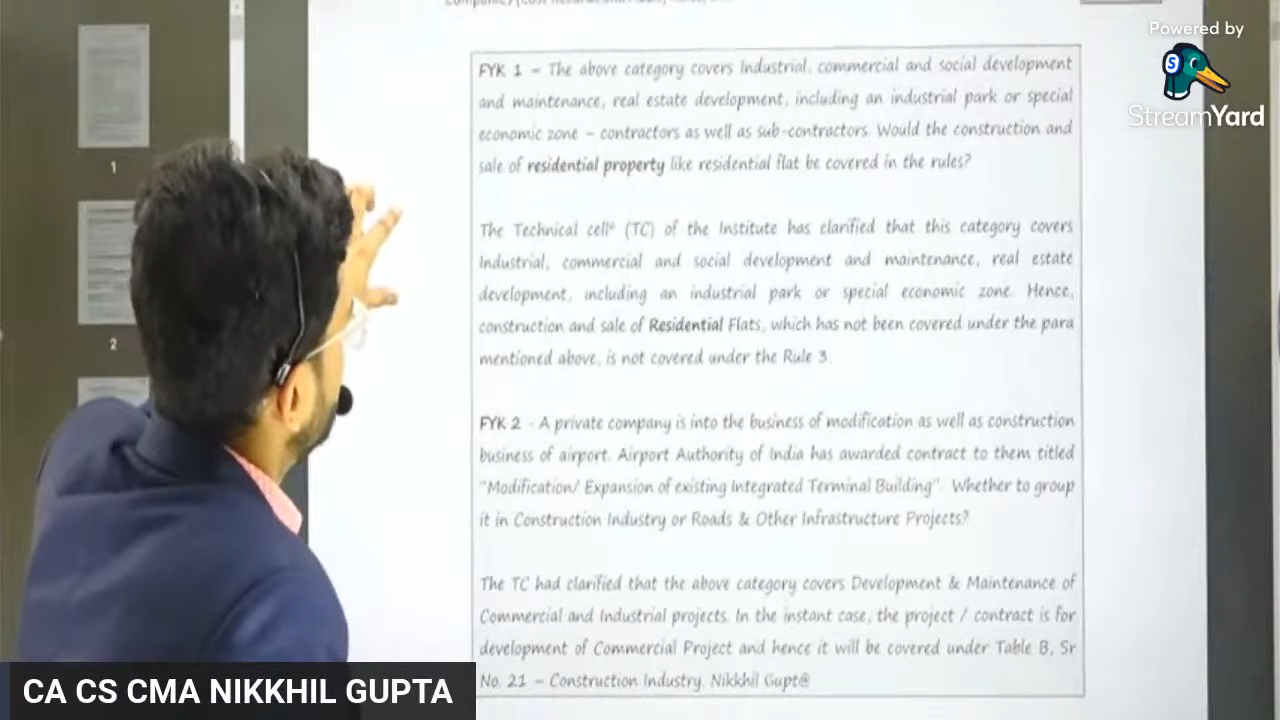 Powered by
StreamYard
FYK 1 – The above category covers Industrial, commercial and social development
and maintenance, real estate development, including an industrial park or special
economic zone – contractors as well as sub-contractors. Would the construction and
sale of residential property like residential flat be covered in the rules?
The Technical cell* (TC) of the Institute has clarified that this category covers
Industrial, commercial and social development and maintenance, real estate
development, including an industrial park or special economic zone. Hence,
construction and sale of Residential Flats, which has not been covered under the para
mentioned above, is not covered under the Rule 3.
FYK 2 - A private company is into the business of modification as well as construction
business of airport. Airport Authority of India has awarded contract to them titled
"Modification/ Expansion of existing Integrated Terminal Building". Whether to group
it in Construction Industry or Roads & Other Infrastructure Projects?
The TC had clarified that the above category covers Development & Maintenance of
Commercial and Industrial projects. In the instant case, the project / contract is for
development of Commercial Project and hence it will be covered under Table B, Sr
No. 21 – Construction Industry. Nikkhil Gupt@
1
2
CA CS CMA NIKKHIL GUPTA